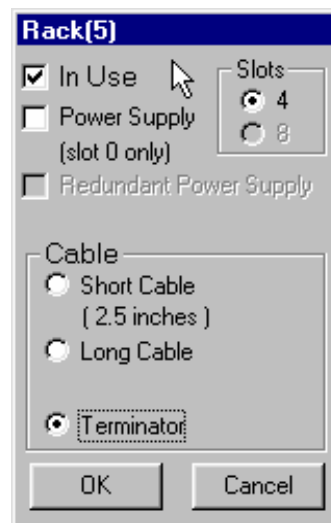 Rack(5)
In Use
Slots
4
Power Supply
(slot 0 only)
8
Redundant Power Supply
Cable
Short Cable
( 2.5 inches )
Long Cable
Terminator
OK
Cancel